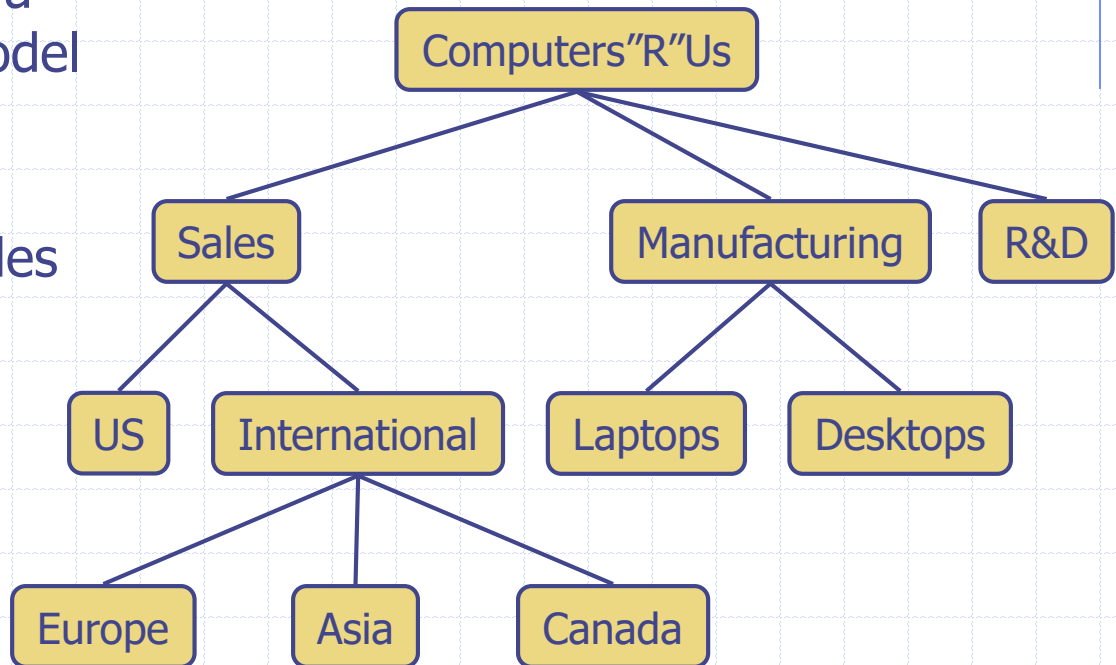 Computers”R”Us
Sales
Manufacturing
R&D
US
International
Laptops
Desktops
Europe
Asia
Canada